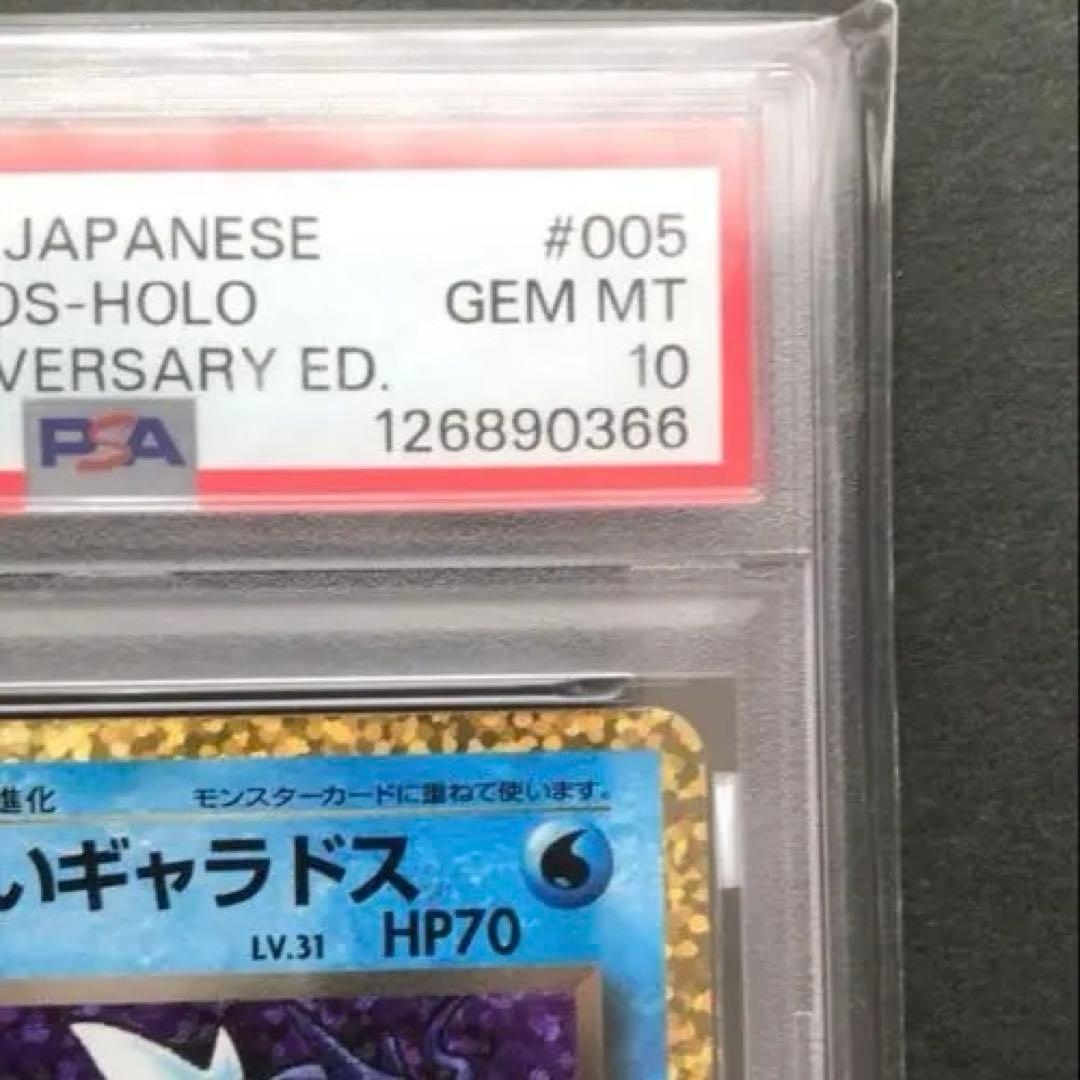 JAPANESE #005
OS-HOLO GEM MT
VERSARY ED. 10
PSA 126890366
進化 モンスターカードに重ねて使います。
いギャラドス
LV.31 HP70